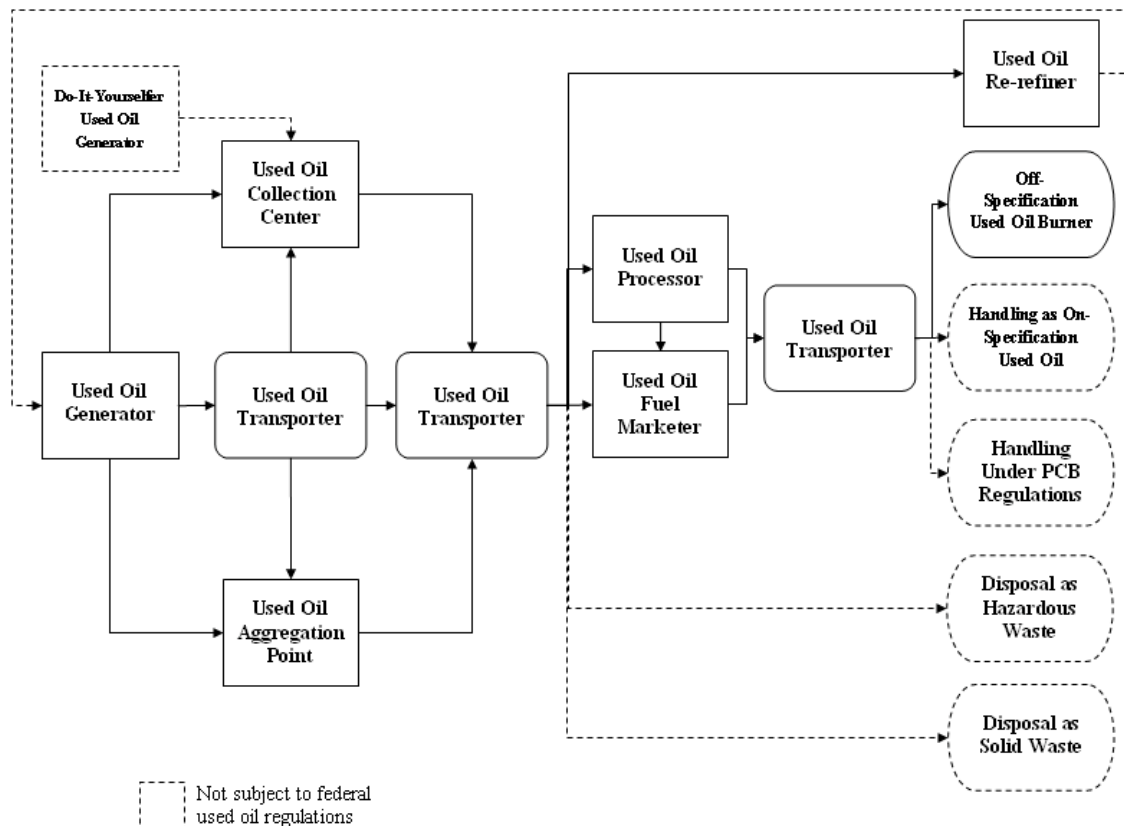 Used Oil
Re-refiner
Do-It-Yourselfer
Used Oil
Generator
Used Oil
Collection
Center
Off-
Specification
Used Oil Burner
Used Oil
Processor
Handling as On-
Specification
Used Oil
Used Oil
Transporter
Used Oil
Generator
Used Oil
Transporter
Used Oil
Transporter
Used Oil
Fuel
Marketer
Handling
Under PCB
Regulations
Used Oil
Aggregation
Point
Disposal as
Hazardous
Waste
Disposal as
Solid Waste
Not subject to federal
used oil regulations